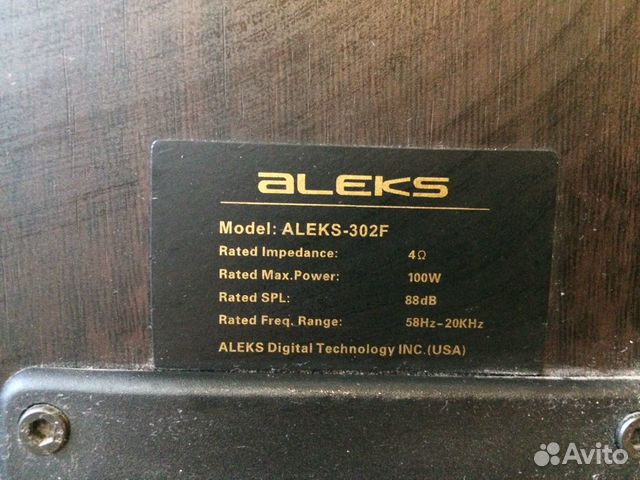 ALEKS
Model: ALEKS-302F
Rated Impedance: 4Ω
Rated Max.Power: 100W
Rated SPL: 88dB
Rated Freq. Range: 58Hz-20KHz
ALEKS Digital Technology INC.(USA)
Avito